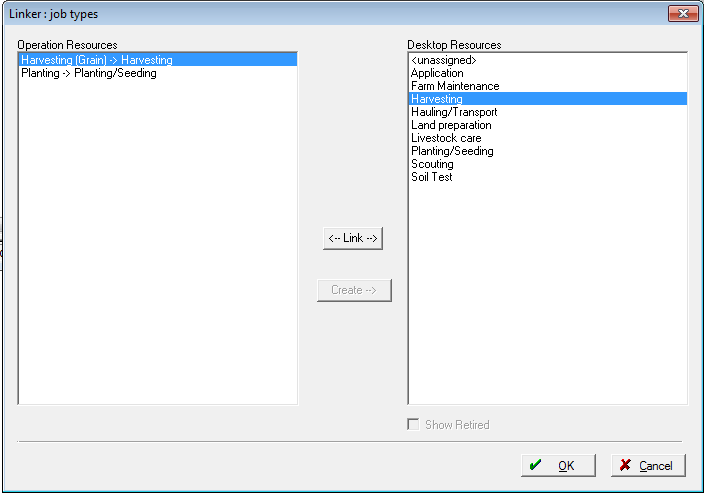 Linker : job types
Operation Resources
Harvesting (Grain) -> Harvesting
Planting -> Planting/Seeding
Desktop Resources
<unassigned>
Application
Farm Maintenance
Harvesting
Hauling/Transport
Land preparation
Livestock care
Planting/Seeding
Scouting
Soil Test
<-- Link -->
Create -->
Show Retired
OK
Cancel